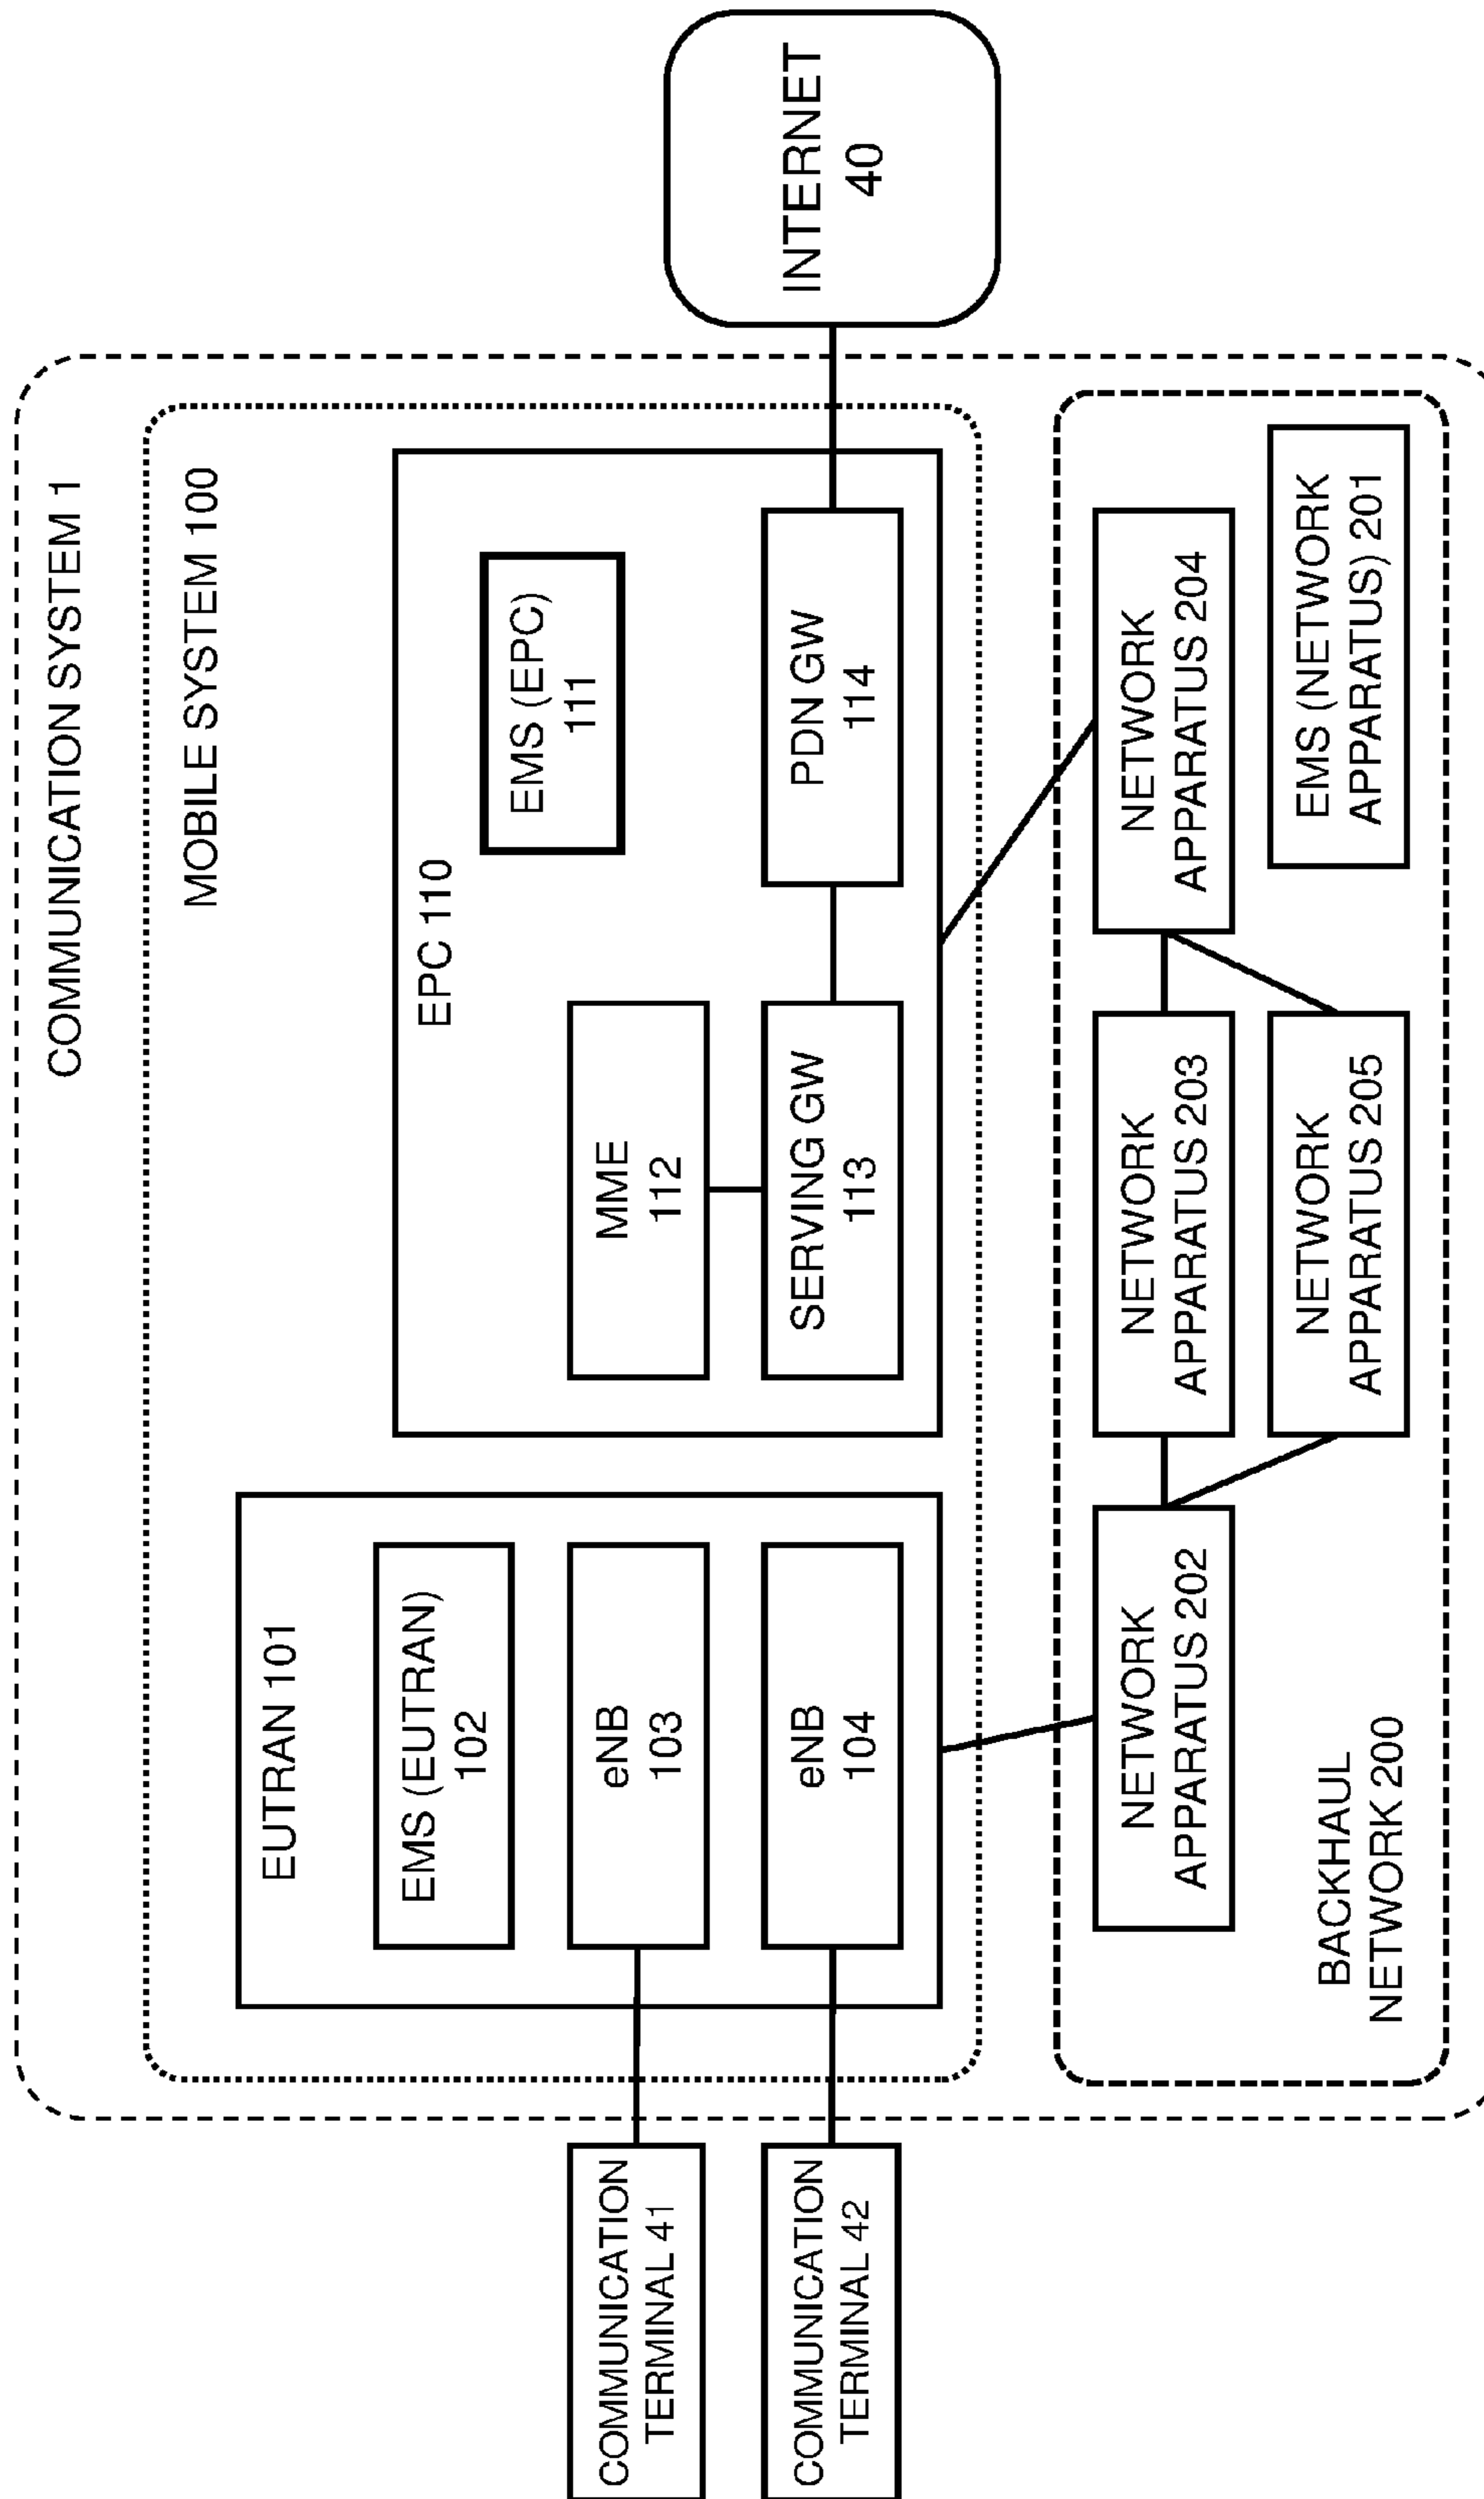 COMMUNICATION SYSTEM 1
MOBILE SYSTEM 100
EUTRAN 101
EMS (EUTRAN)
102
eNB
103
eNB
104
EPC 110
EMS (EPC)
111
MME
112
SERVING GW
113
PDN GW
114
INTERNET
40
COMMUNICATION
TERMINAL 41
COMMUNICATION
TERMINAL 42
NETWORK
APPARATUS 202
NETWORK
APPARATUS 203
NETWORK
APPARATUS 204
NETWORK
APPARATUS 205
EMS (NETWORK
APPARATUS) 201
BACKHAUL
NETWORK 200